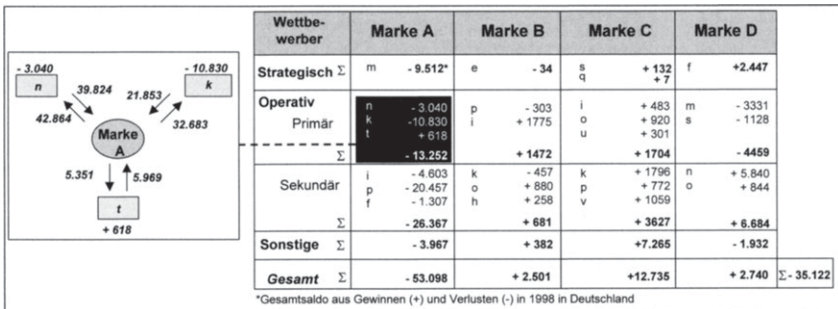 Wettbe-
werber Marke A Marke B Marke C Marke D
- 3.040 - 10.830
n 39.824 21.853 k
42.864 32.683
Marke
A
5.351 5.969
t
+ 618
Strategisch Σ m - 9.512* e - 34 s + 132 f +2.447
q + 7
Operativ n - 3.040 p - 303 i + 483 m - 3331
Primär k -10.830 i + 1775 o + 920 s - 1128
t + 618 u + 301
Σ - 13.252 + 1472 + 1704 - 4459
Sekundär i - 4.603 k - 457 k + 1796 n + 5.840
p - 20.457 o + 880 p + 772 o + 844
f - 1.307 h + 258 v + 1059
Σ - 26.367 + 681 + 3627 + 6.684
Sonstige Σ - 3.967 + 382 +7.265 - 1.932
Gesamt Σ - 53.098 + 2.501 +12.735 + 2.740 Σ - 35.122
*Gesamtsaldo aus Gewinnen (+) und Verlusten (-) in 1998 in Deutschland